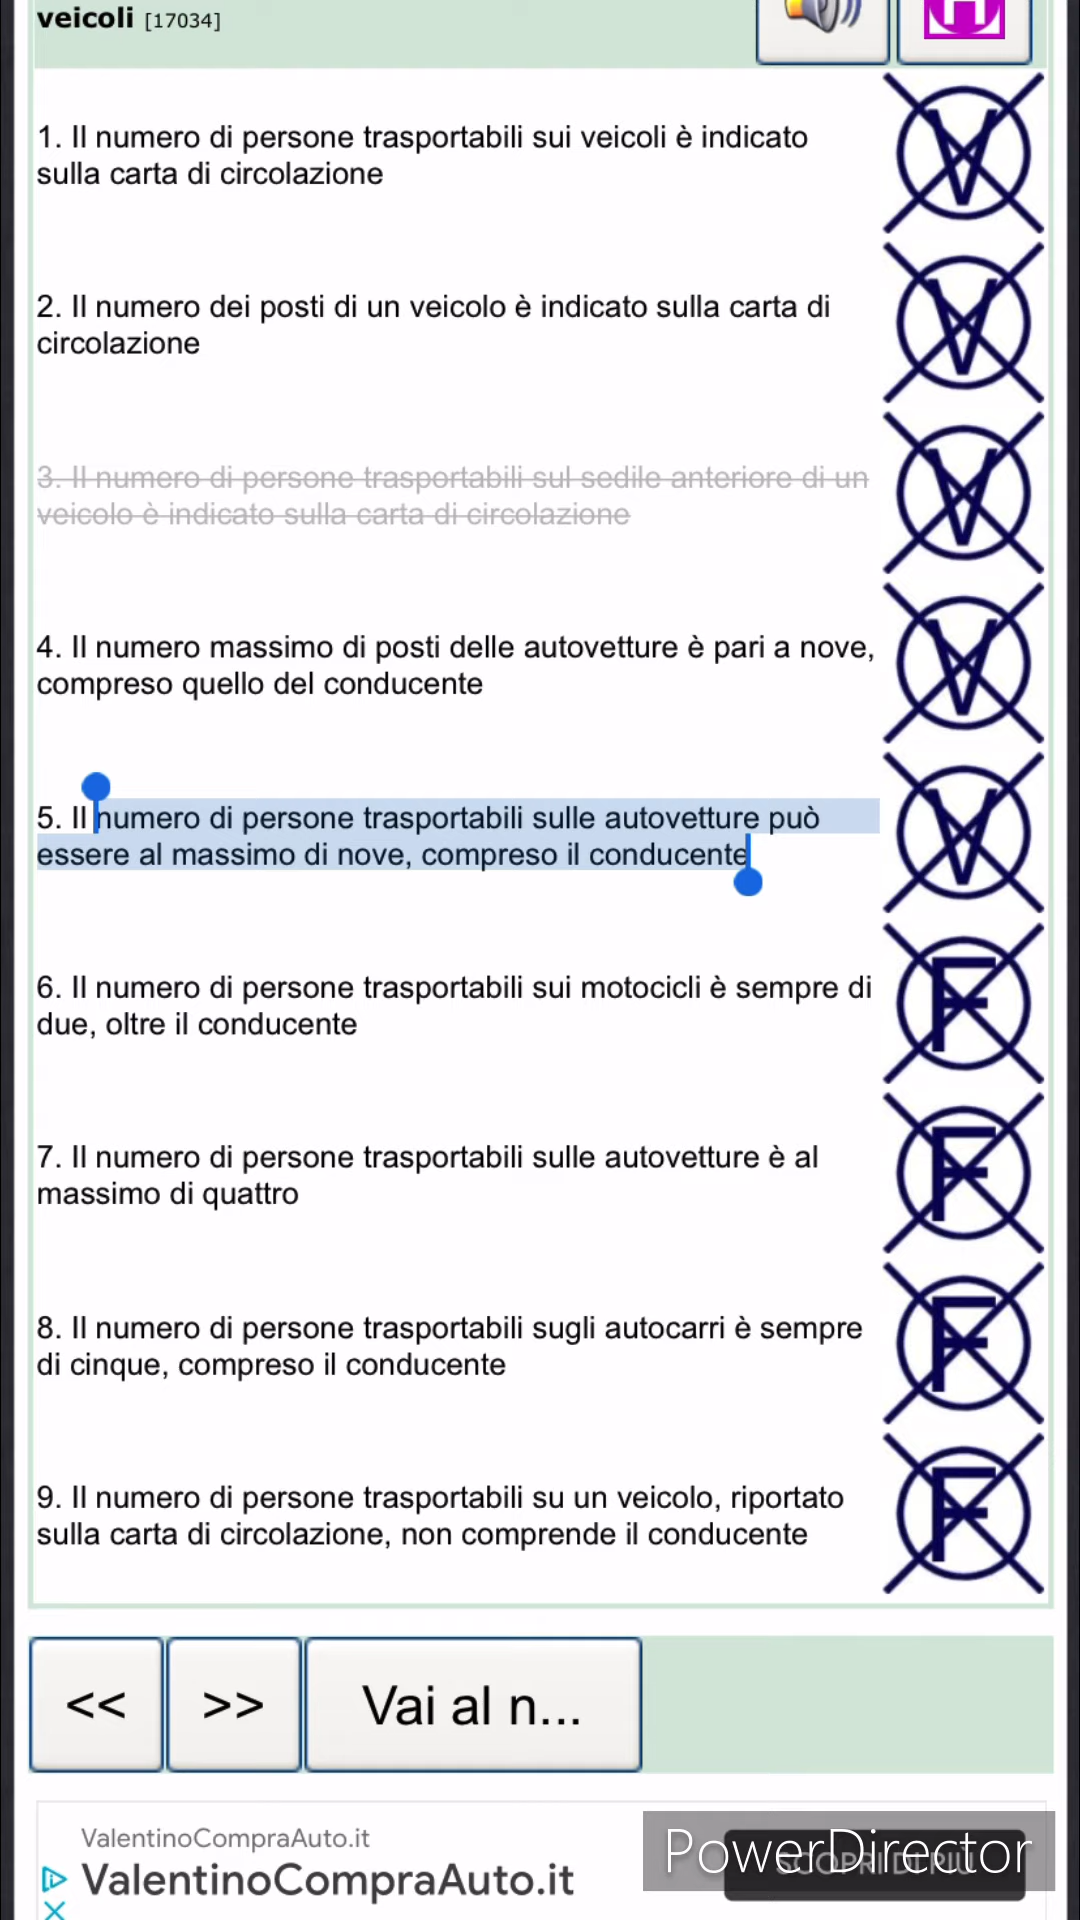 veicoli [17034]
1. Il numero di persone trasportabili sui veicoli è indicato
sulla carta di circolazione
V
2. Il numero dei posti di un veicolo è indicato sulla carta di
circolazione
V
3. Il numero di persone trasportabili sul sedile anteriore di un
veicolo è indicato sulla carta di circolazione
V
4. Il numero massimo di posti delle autovetture è pari a nove,
compreso quello del conducente
V
5. Il numero di persone trasportabili sulle autovetture può
essere al massimo di nove, compreso il conducente
V
6. Il numero di persone trasportabili sui motocicli è sempre di
due, oltre il conducente
F
7. Il numero di persone trasportabili sulle autovetture è al
massimo di quattro
F
8. Il numero di persone trasportabili sugli autocarri è sempre
di cinque, compreso il conducente
F
9. Il numero di persone trasportabili su un veicolo, riportato
sulla carta di circolazione, non comprende il conducente
F
<< >> Vai al n...
ValentinoCompraAuto.it
ValentinoCompraAuto.it
SCOPRI DI PIÙ
PowerDirector